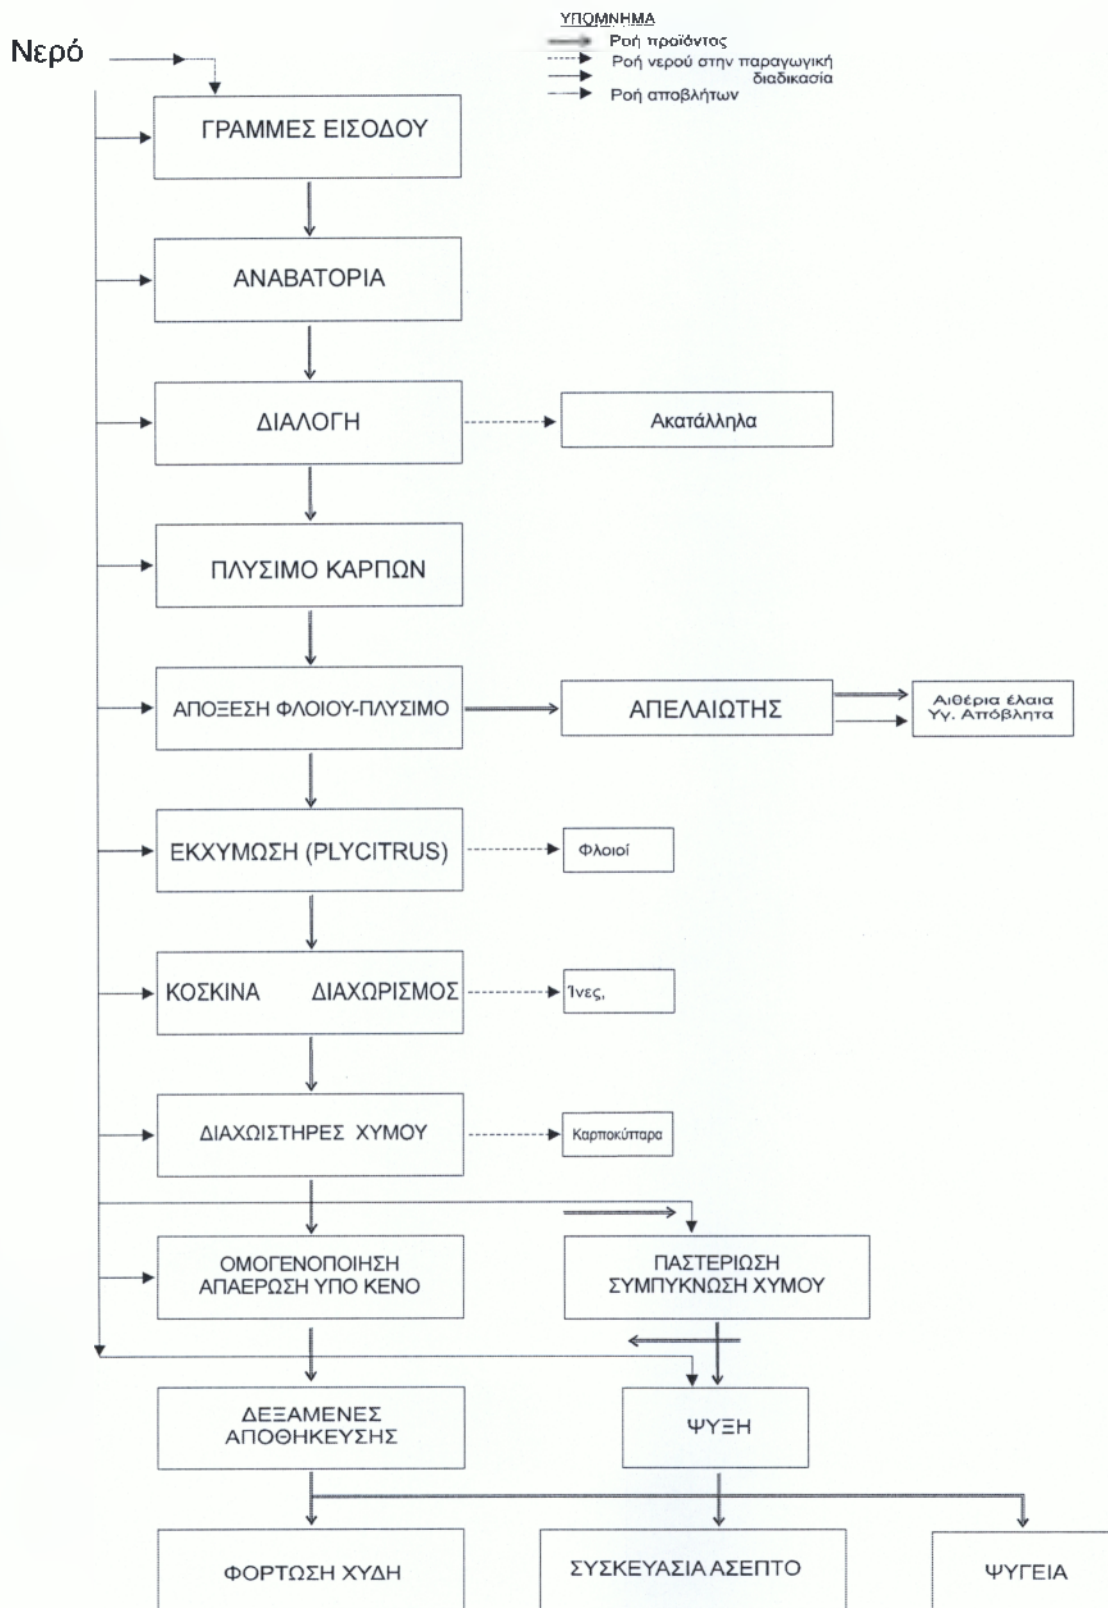 ΥΠΟΜΝΗΜΑ
Ροή προϊόντος
Ροή νερού στην παραγωγική
διαδικασία
Ροή αποβλήτων
Νερό
ΓΡΑΜΜΕΣ ΕΙΣΟΔΟΥ
ΑΝΑΒΑΤΟΡΙΑ
ΔΙΑΛΟΓΗ
Ακατάλληλα
ΠΛΥΣΙΜΟ ΚΑΡΠΩΝ
ΑΠΟΞΕΣΗ ΦΛΟΙΟΥ-ΠΛΥΣΙΜΟ
ΑΠΕΛΑΙΩΤΗΣ
Αιθέρια έλαια
Υγ. Απόβλητα
ΕΚΧΥΜΩΣΗ (PLYCITRUS)
Φλοιοί
ΚΟΣΚΙΝΑ ΔΙΑΧΩΡΙΣΜΟΣ
Ίνες,
ΔΙΑΧΩΙΣΤΗΡΕΣ ΧΥΜΟΥ
Καρποκύτταρα
ΟΜΟΓΕΝΟΠΟΙΗΣΗ
ΑΠΑΕΡΩΣΗ ΥΠΟ ΚΕΝΟ
ΠΑΣΤΕΡΙΩΣΗ
ΣΥΜΠΥΚΝΩΣΗ ΧΥΜΟΥ
ΔΕΞΑΜΕΝΕΣ
ΑΠΟΘΗΚΕΥΣΗΣ
ΨΥΞΗ
ΦΟΡΤΩΣΗ ΧΥΔΗ
ΣΥΣΚΕΥΑΣΙΑ ΑΣΕΠΤΟ
ΨΥΓΕΙΑ